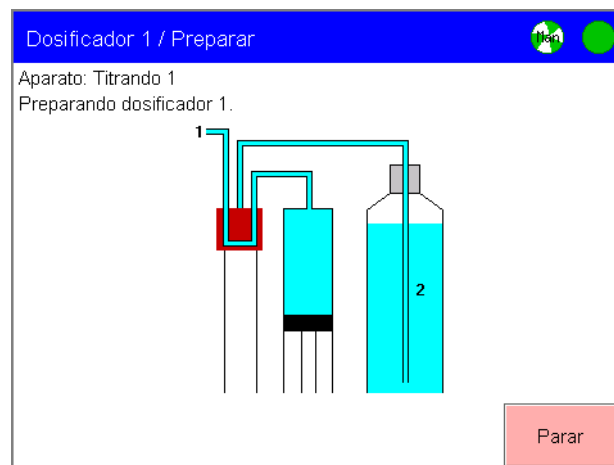 Dosificador 1 / Preparar
Man
Aparato: Titrando 1
Preparando dosificador 1.
1
2
Parar